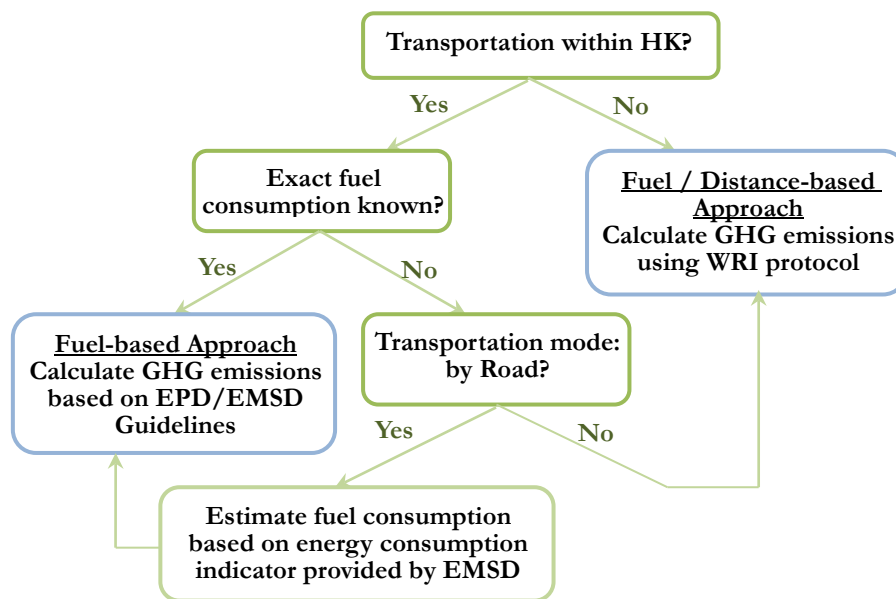 Transportation within HK?
Yes
No
Exact fuel
consumption known?
Fuel / Distance-based
Approach
Calculate GHG emissions
using WRI protocol
Yes
No
Fuel-based Approach
Calculate GHG emissions
based on EPD/EMSD
Guidelines
Transportation mode:
by Road?
Yes
No
Estimate fuel consumption
based on energy consumption
indicator provided by EMSD